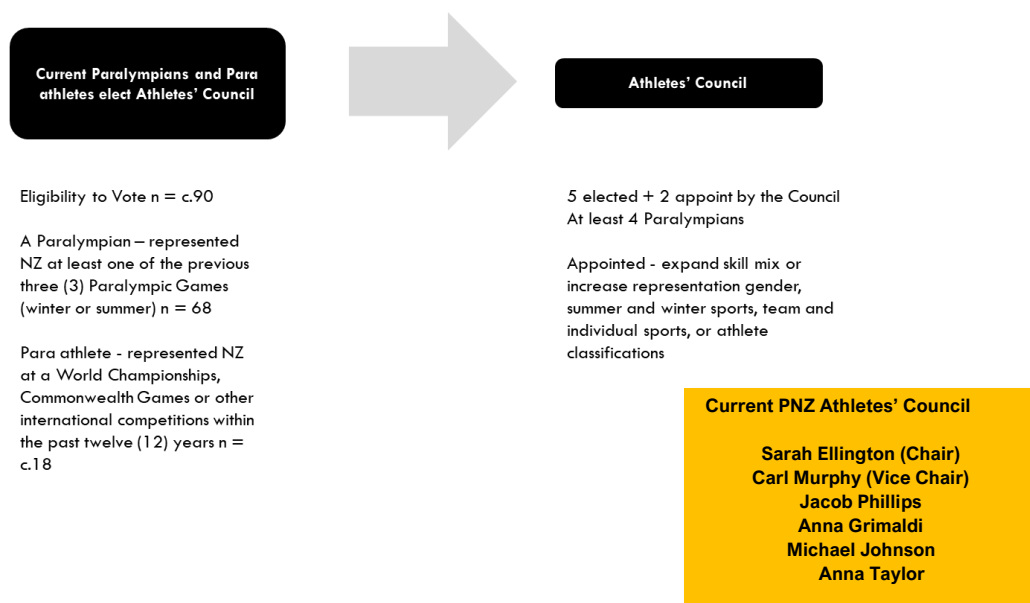 Current Paralympians and Para
athletes elect Athletes’ Council
Athletes’ Council
Eligibility to Vote n = c.90
A Paralympian – represented
NZ at least one of the previous
three (3) Paralympic Games
(winter or summer) n = 68
Para athlete - represented NZ
at a World Championships,
Commonwealth Games or other
international competitions within
the past twelve (12) years n =
c.18
5 elected + 2 appoint by the Council
At least 4 Paralympians
Appointed - expand skill mix or
increase representation gender,
summer and winter sports, team and
individual sports, or athlete
classifications
Current PNZ Athletes’ Council
Sarah Ellington (Chair)
Carl Murphy (Vice Chair)
Jacob Phillips
Anna Grimaldi
Michael Johnson
Anna Taylor